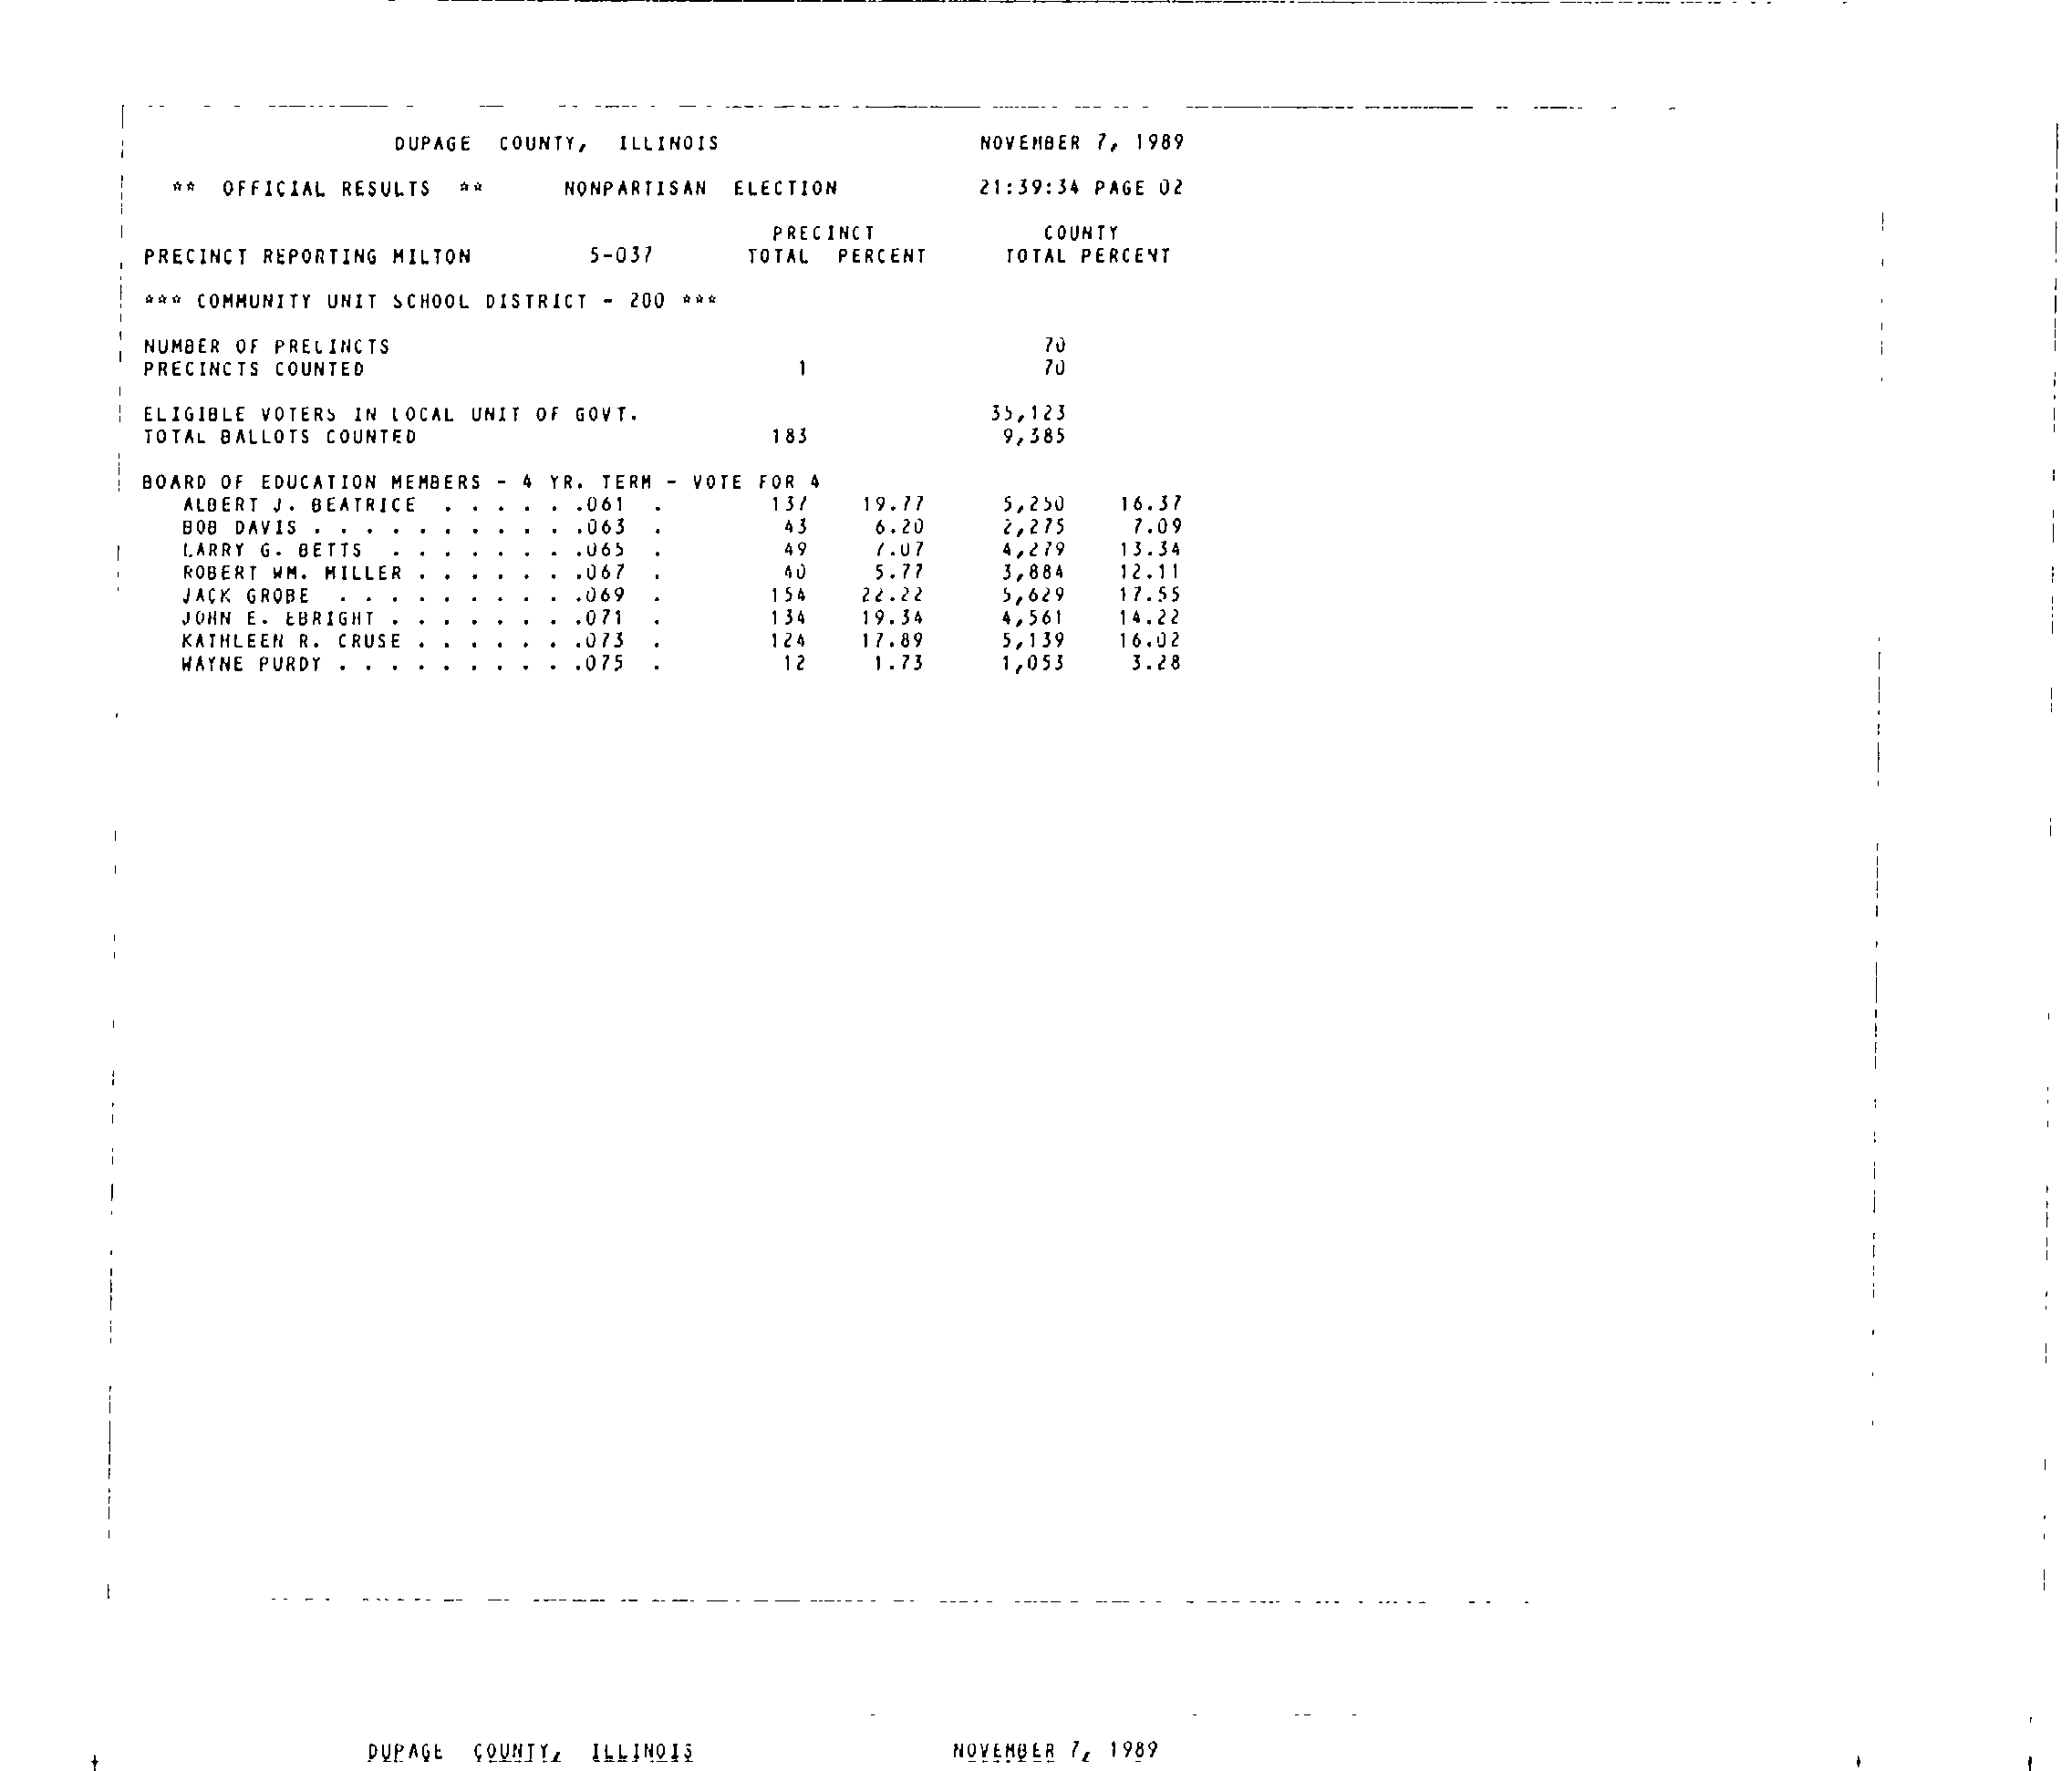 DUPAGE COUNTY, ILLINOIS NOVEMBER 7, 1989
** OFFICIAL RESULTS ** NONPARTISAN ELECTION 21:39:34 PAGE 02
PRECINCT COUNTY
PRECINCT REPORTING MILTON 5-037 TOTAL PERCENT TOTAL PERCENT
*** COMMUNITY UNIT SCHOOL DISTRICT - 200 ***
NUMBER OF PRECINCTS 70
PRECINCTS COUNTED 1 70
ELIGIBLE VOTERS IN LOCAL UNIT OF GOVT. 35,123
TOTAL BALLOTS COUNTED 183 9,385
BOARD OF EDUCATION MEMBERS - 4 YR. TERM - VOTE FOR 4
ALBERT J. BEATRICE . . . . . .061 . 137 19.77 5,250 16.37
BOB DAVIS . . . . . . . . . . .063 . 43 6.20 2,275 7.09
LARRY G. BETTS . . . . . . . .065 . 49 7.07 4,279 13.34
ROBERT WM. MILLER . . . . . . .067 . 40 5.77 3,884 12.11
JACK GROBE . . . . . . . . . .069 . 154 22.22 5,629 17.55
JOHN E. EBRIGHT . . . . . . . .071 . 134 19.34 4,561 14.22
KATHLEEN R. CRUSE . . . . . . .073 . 124 17.89 5,139 16.02
WAYNE PURDY . . . . . . . . . .075 . 12 1.73 1,053 3.28
DUPAGE COUNTY, ILLINOIS NOVEMBER 7, 1989